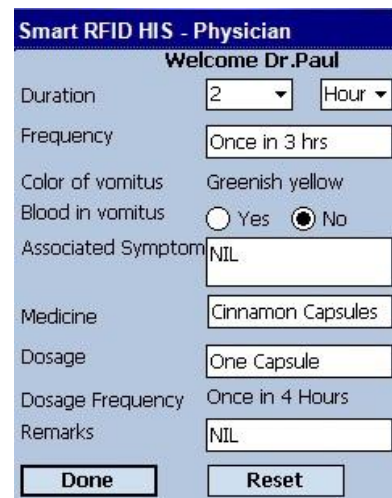 Smart RFID HIS - Physician
Welcome Dr.Paul
Duration 2 Hour
Frequency Once in 3 hrs
Color of vomitus Greenish yellow
Blood in vomitus Yes No
Associated Symptom NIL
Medicine Cinnamon Capsules
Dosage One Capsule
Dosage Frequency Once in 4 Hours
Remarks NIL
Done Reset